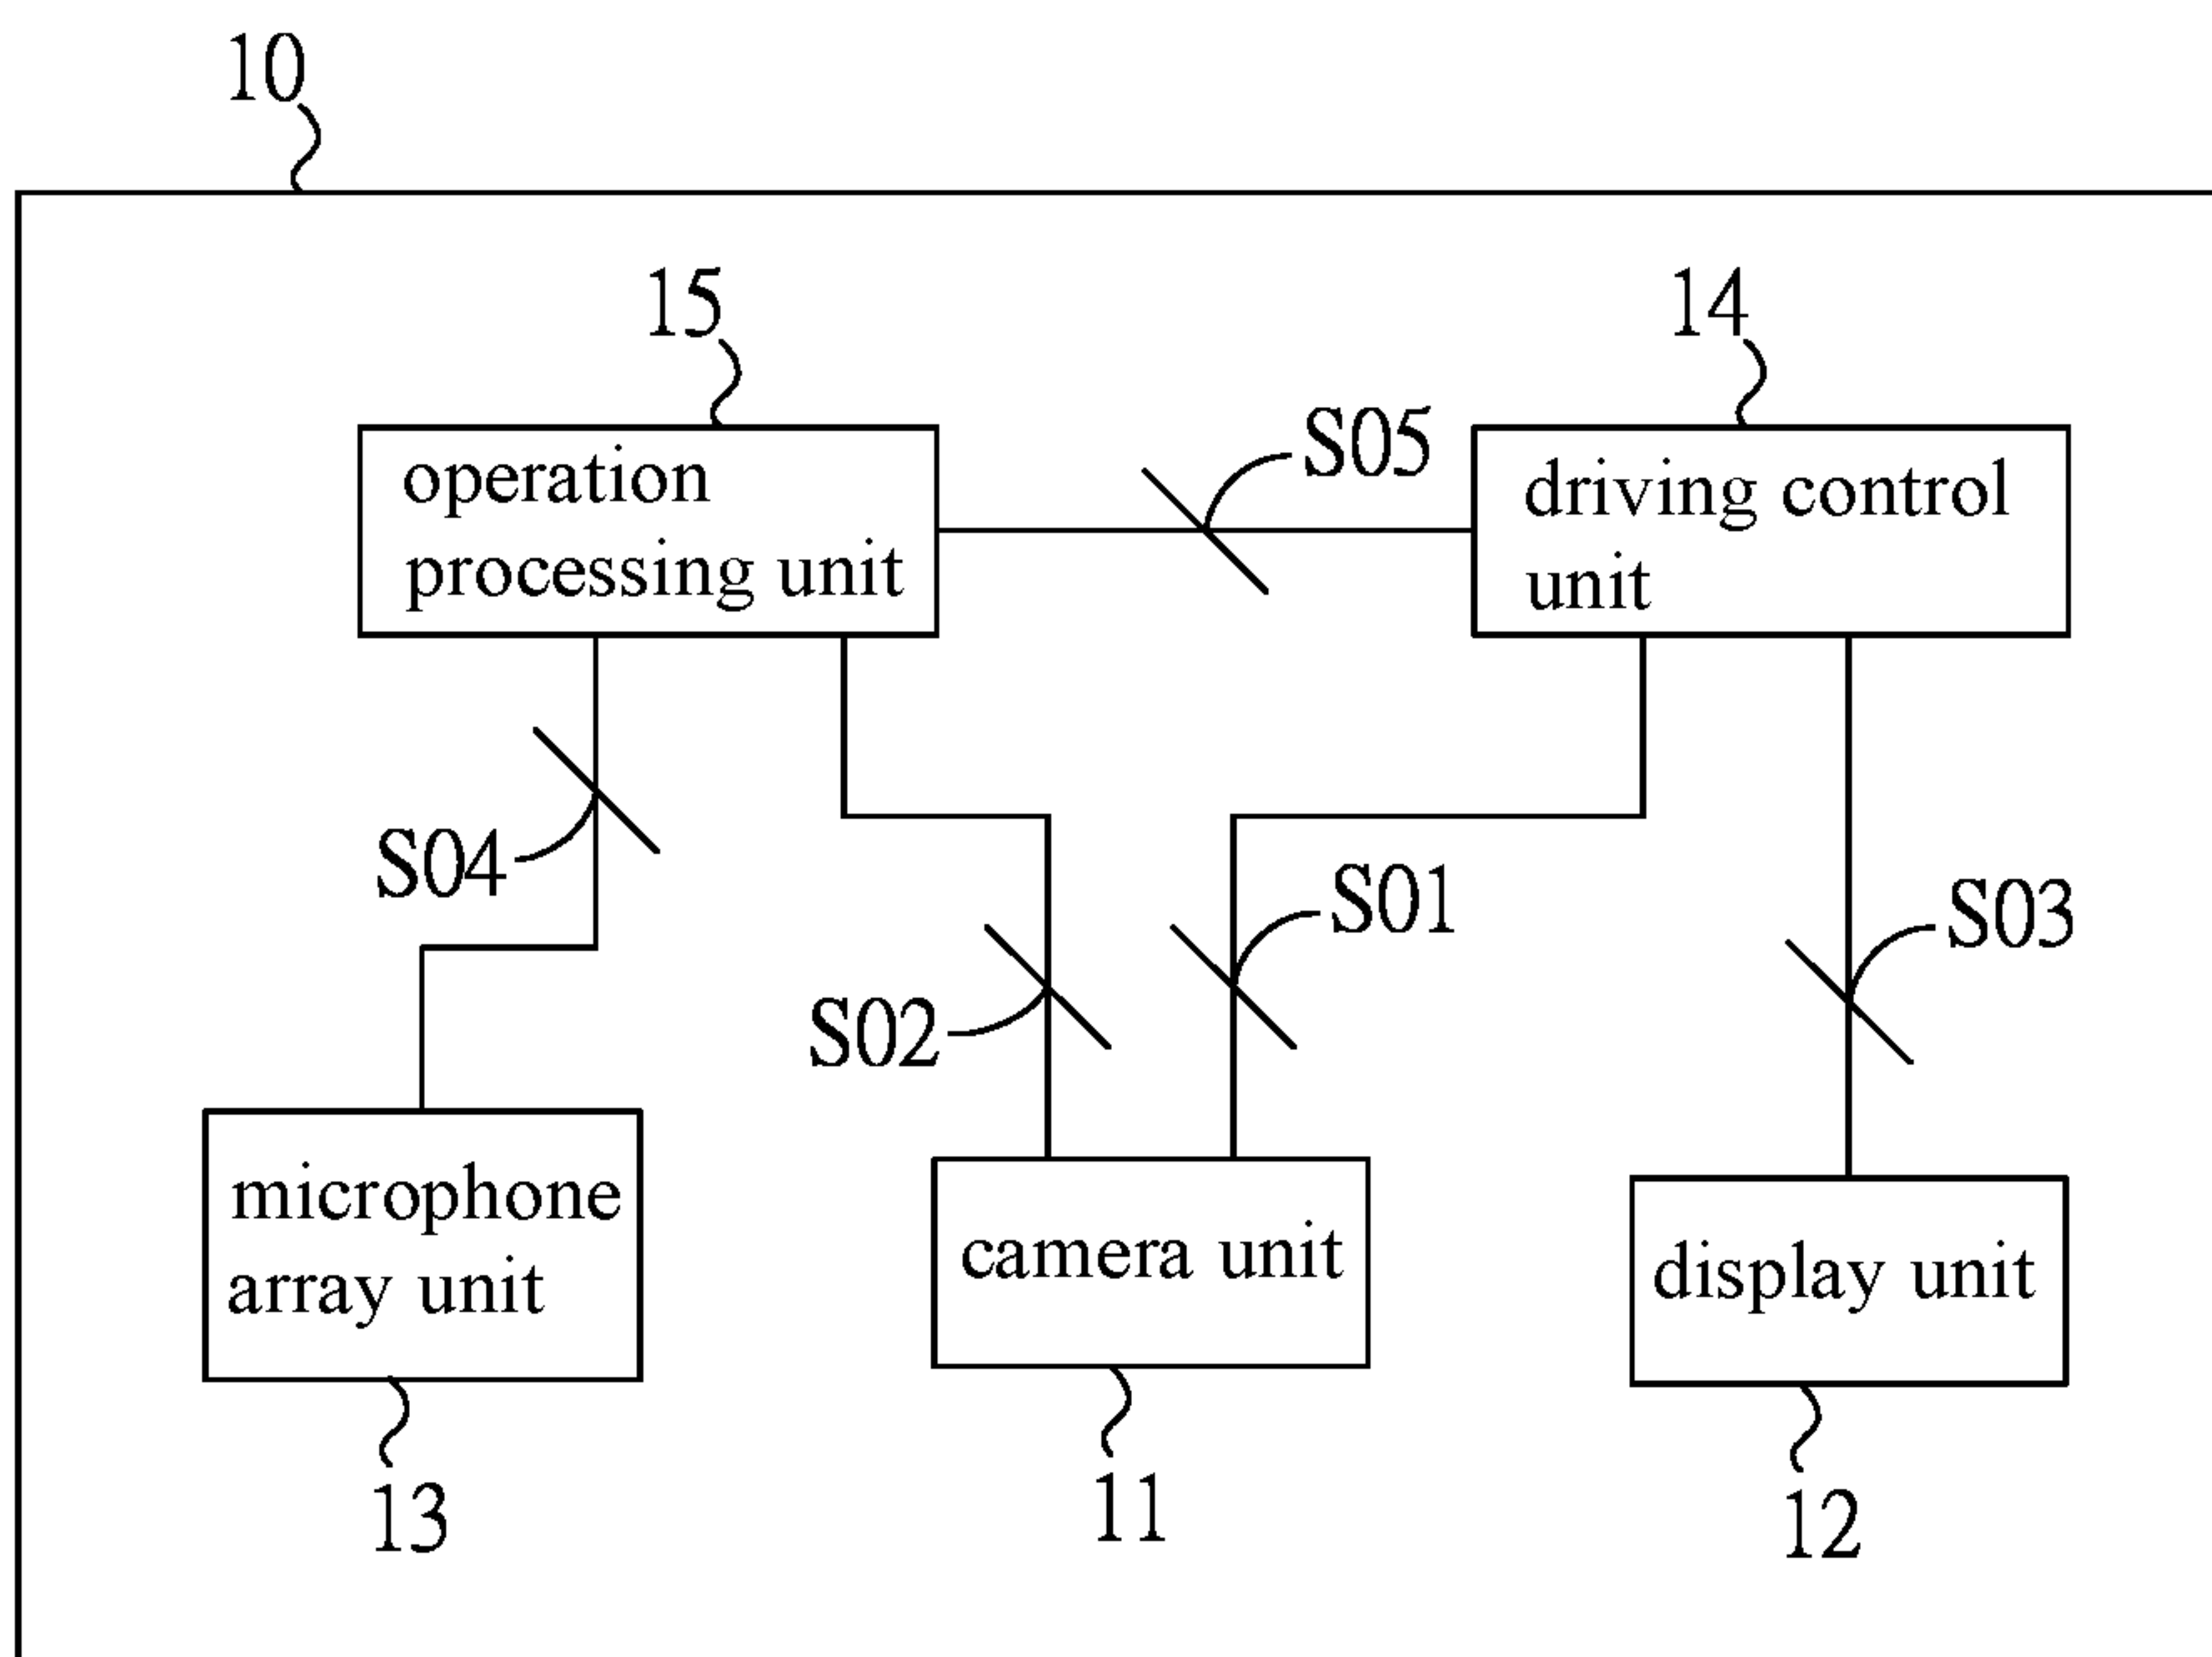 10
15
14
operation
processing unit
S05
driving control
unit
S04
S02
S01
S03
microphone
array unit
camera unit
display unit
13
11
12